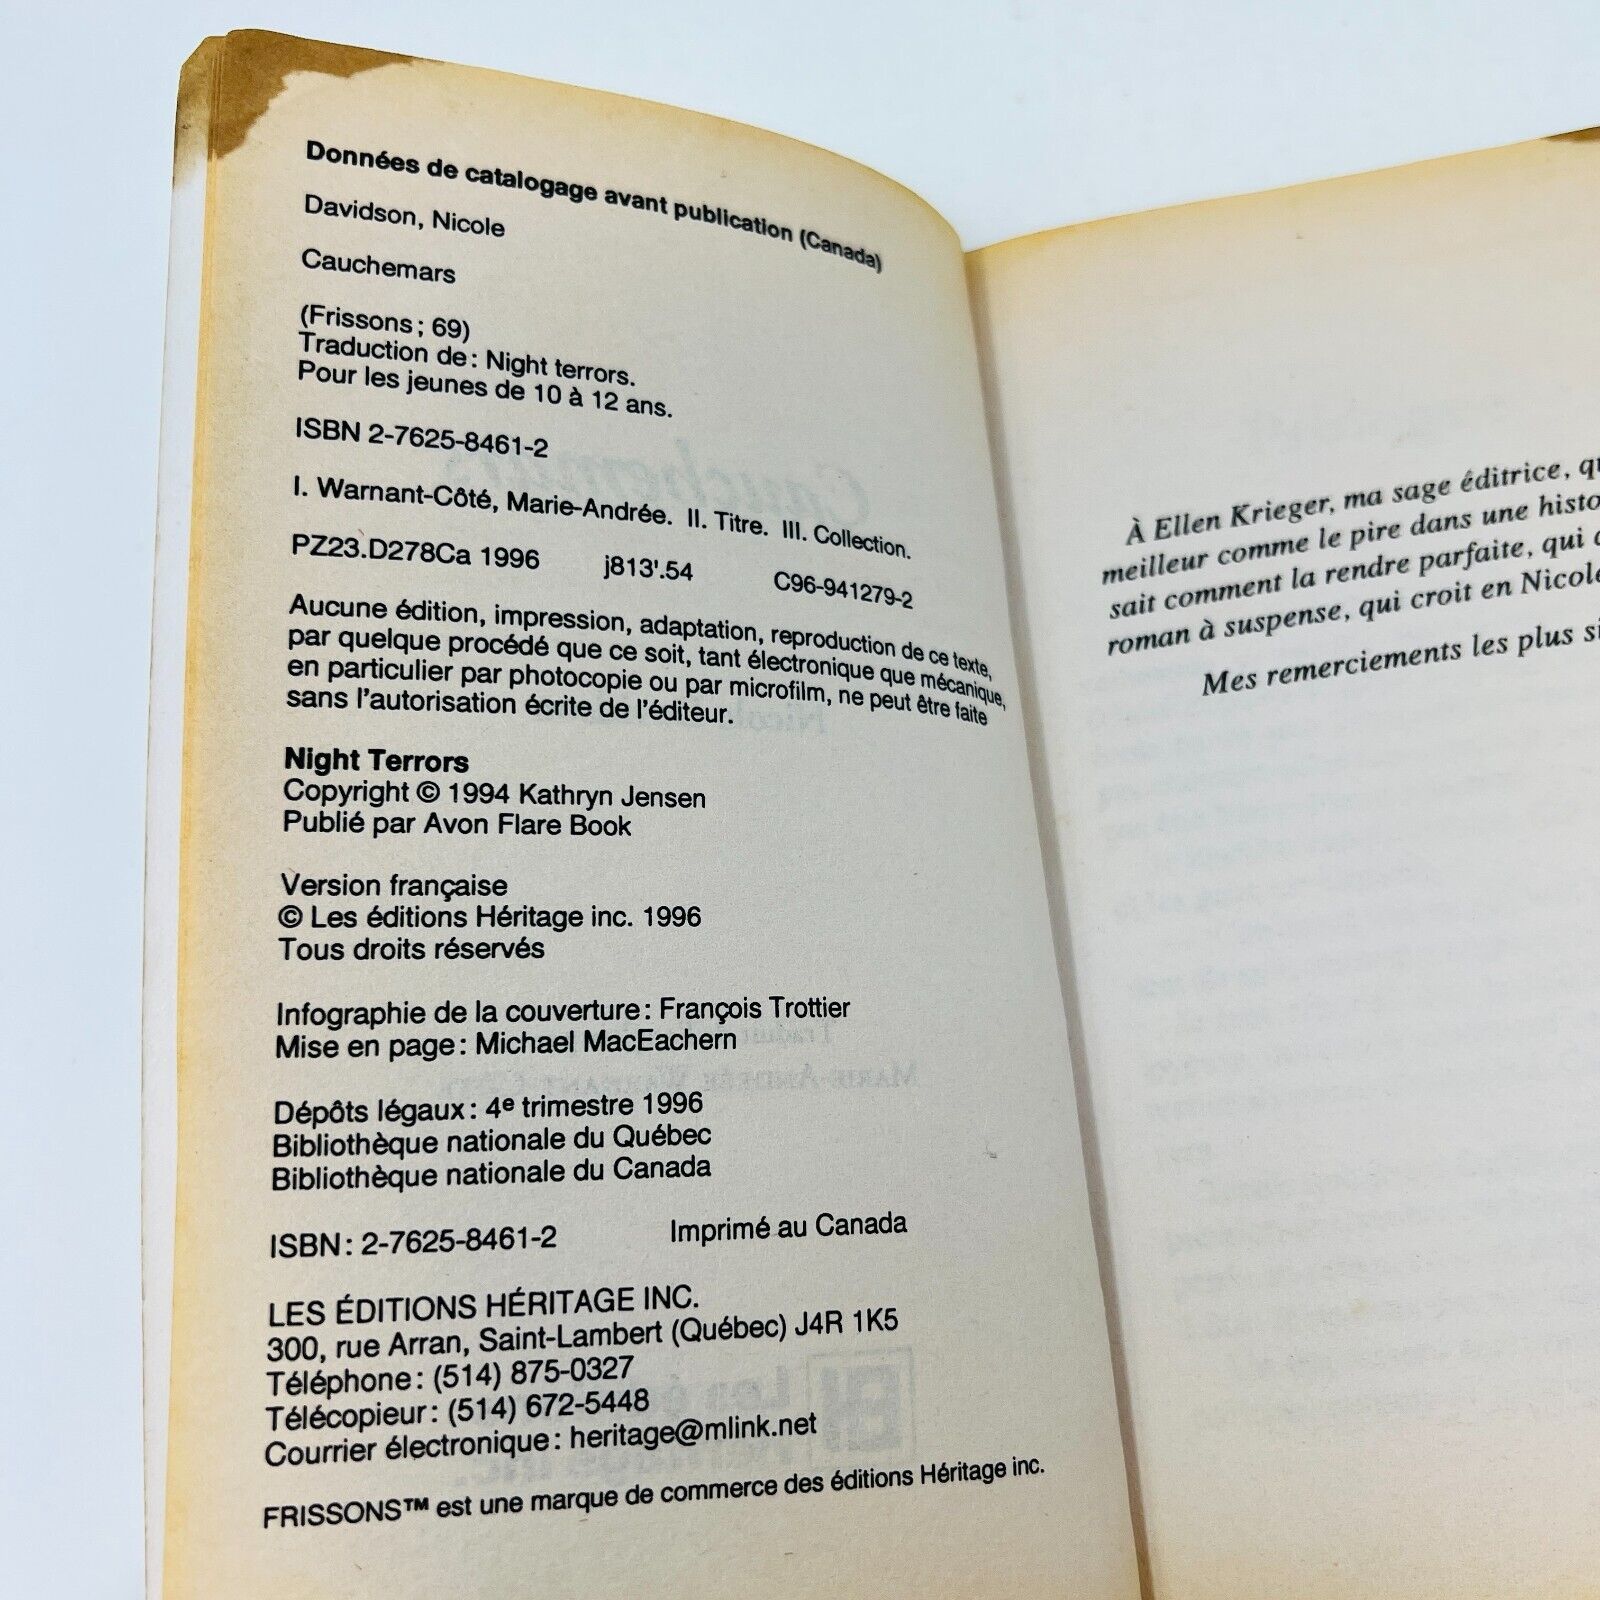 Données de catalogage avant publication (Canada)
Davidson, Nicole
Cauchemars
(Frissons ; 69)
Traduction de : Night terrors.
Pour les jeunes de 10 à 12 ans.
ISBN 2-7625-8461-2
I. Warnant-Côté, Marie-Andrée. II. Titre. III. Collection.
PZ23.D278Ca 1996 j813'.54 C96-941279-2
Aucune édition, impression, adaptation, reproduction de ce texte,
par quelque procédé que ce soit, tant électronique que mécanique,
en particulier par photocopie ou par microfilm, ne peut être faite
sans l'autorisation écrite de l'éditeur.
Night Terrors
Copyright © 1994 Kathryn Jensen
Publié par Avon Flare Book
Version française
© Les éditions Héritage inc. 1996
Tous droits réservés
Infographie de la couverture : François Trottier
Mise en page : Michael MacEachern
Dépôts légaux : 4e trimestre 1996
Bibliothèque nationale du Québec
Bibliothèque nationale du Canada
ISBN : 2-7625-8461-2 Imprimé au Canada
LES ÉDITIONS HÉRITAGE INC.
300, rue Arran, Saint-Lambert (Québec) J4R 1K5
Téléphone : (514) 875-0327
Télécopieur : (514) 672-5448
Courrier électronique : heritage@mlink.net
FRISSONS™ est une marque de commerce des éditions Héritage inc.
À Ellen Krieger, ma sage éditrice,
meilleur comme le pire dans une
sait comment la rendre parfaite, qui
roman à suspense, qui croit en Nicole
Mes remerciements les plus